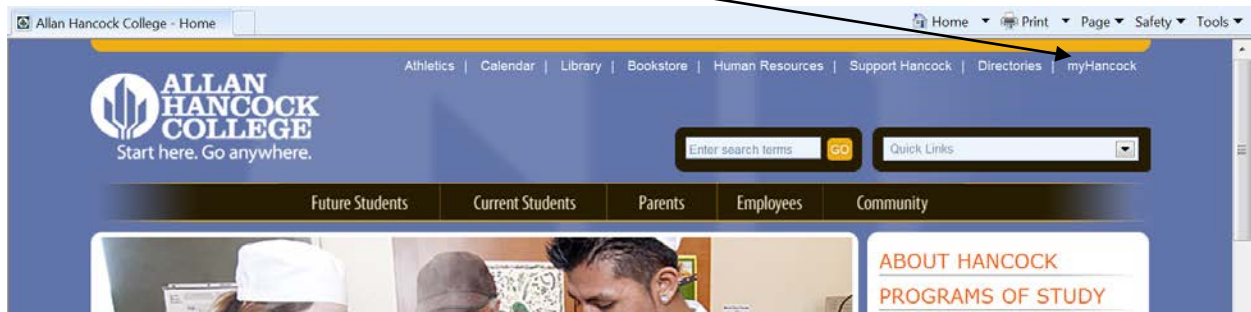 Allan Hancock College - Home
Home Print Page Safety Tools
Athletics | Calendar | Library | Bookstore | Human Resources | Support Hancock | Directories | myHancock
ALLAN
HANCOCK
COLLEGE
Start here. Go anywhere.
Enter search terms GO Quick Links
Future Students Current Students Parents Employees Community
ABOUT HANCOCK
PROGRAMS OF STUDY